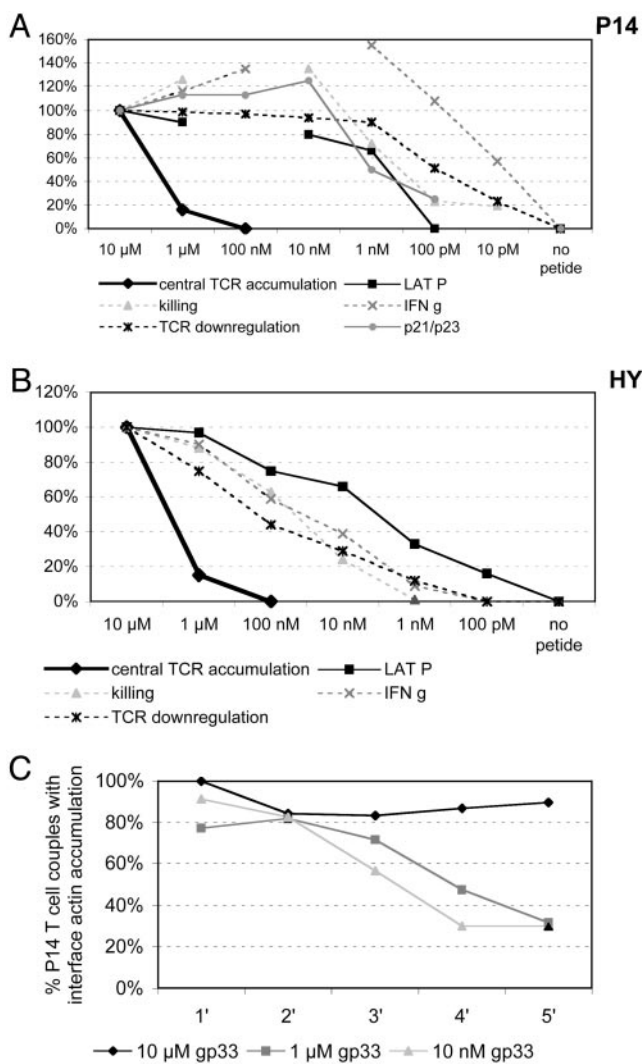 A
P14
160%
140%
120%
100%
80%
60%
40%
20%
0%
10 µM 1 µM 100 nM 10 nM 1 nM 100 pM 10 pM no petide
central TCR accumulation LAT P
killing IFN g
TCR downregulation p21/p23
B
HY
120%
100%
80%
60%
40%
20%
0%
10 µM 1 µM 100 nM 10 nM 1 nM 100 pM no petide
central TCR accumulation LAT P
killing IFN g
TCR downregulation
C
% P14 T cell couples with
interface actin accumulation
100%
80%
60%
40%
20%
0%
1' 2' 3' 4' 5'
10 µM gp33 1 µM gp33 10 nM gp33